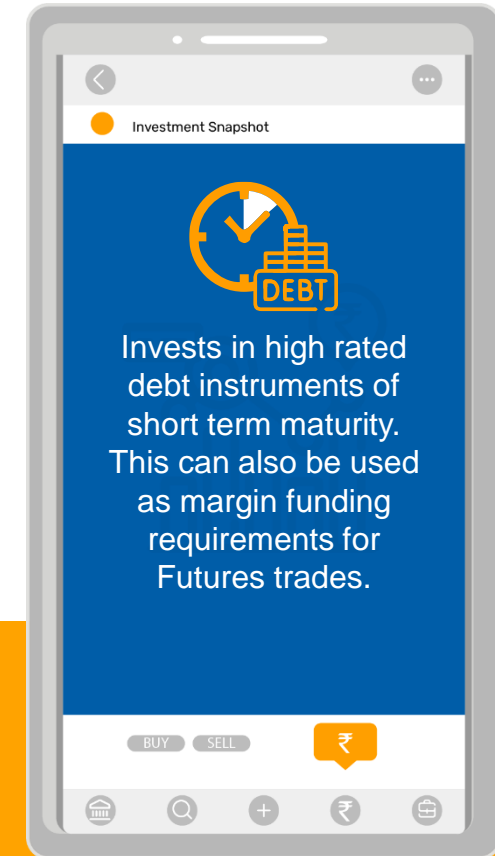 Investment Snapshot
DEBT
Invests in high rated
debt instruments of
short term maturity.
This can also be used
as margin funding
requirements for
Futures trades.
BUY SELL ₹
₹